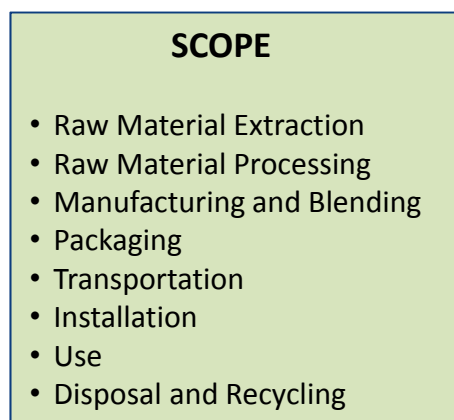 SCOPE
• Raw Material Extraction
• Raw Material Processing
• Manufacturing and Blending
• Packaging
• Transportation
• Installation
• Use
• Disposal and Recycling